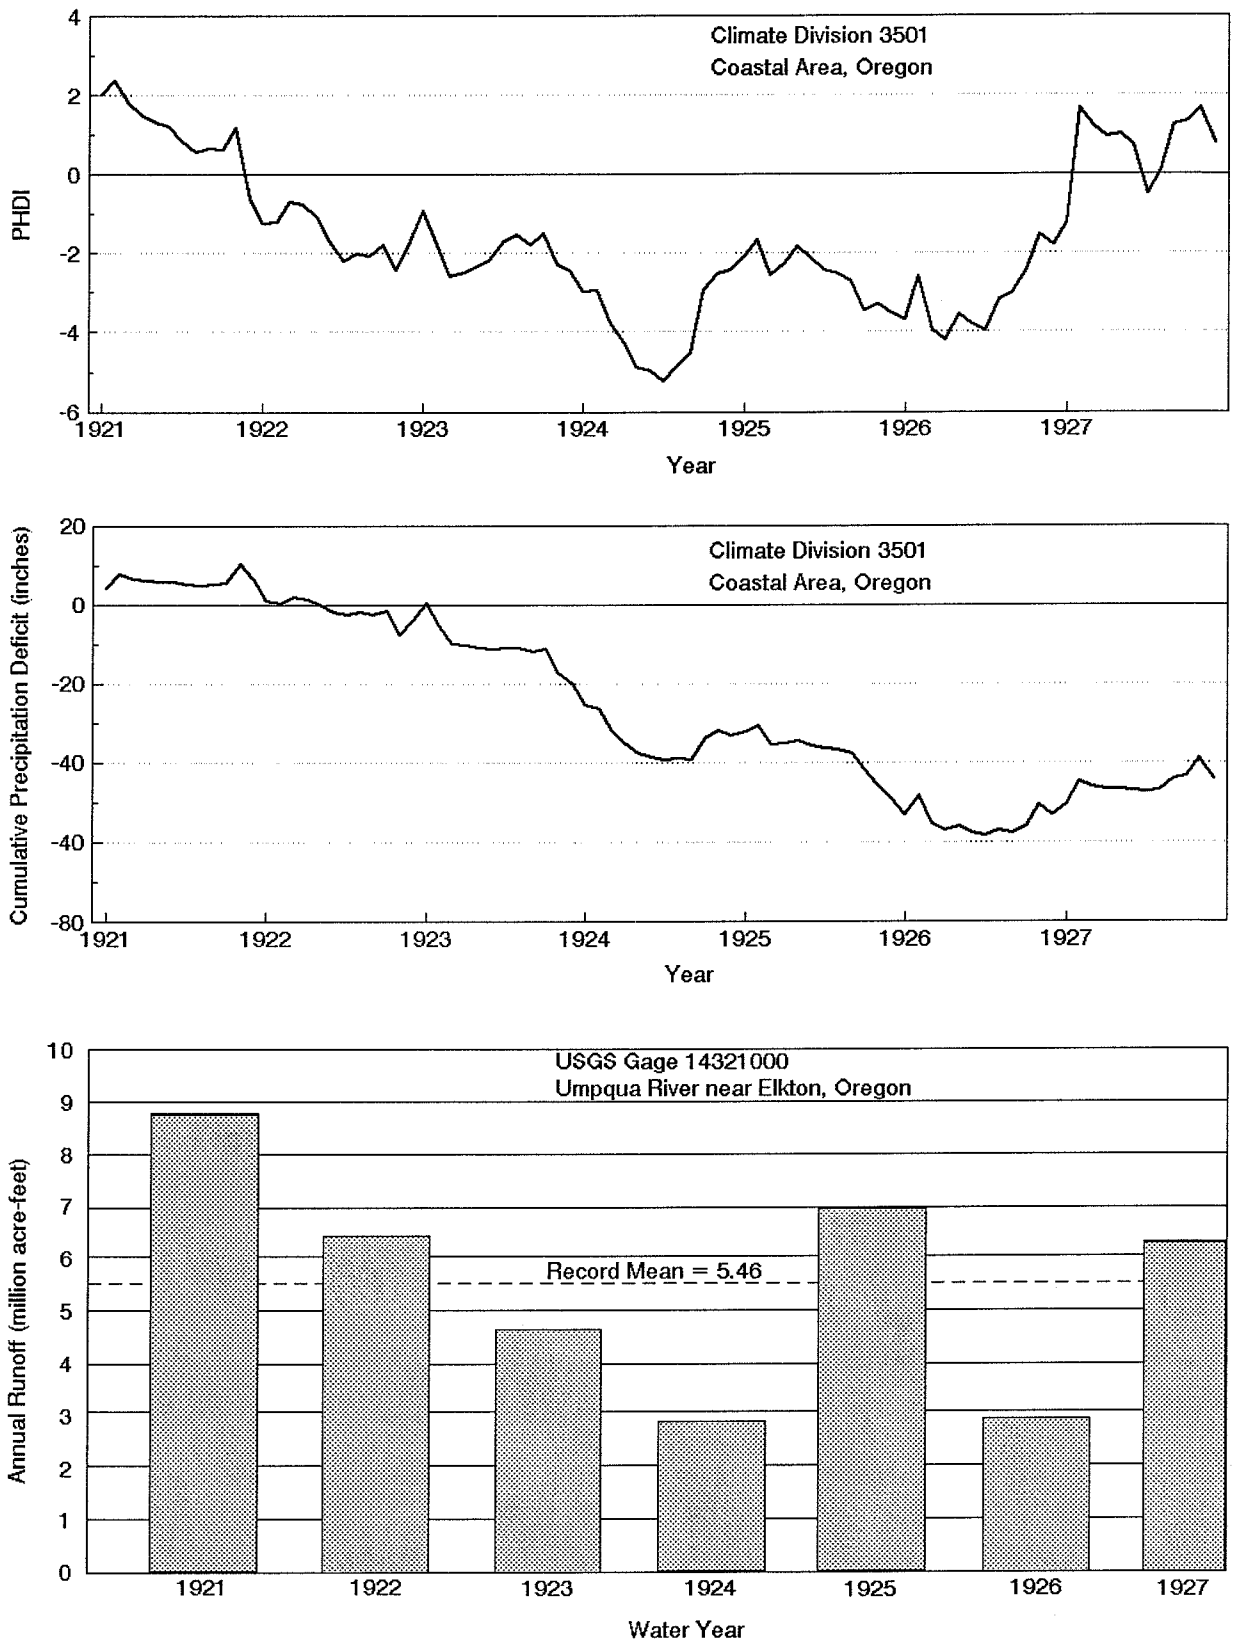 4
Climate Division 3501
Coastal Area, Oregon
2
0
-2
-4
-6
PHDI
1921 1922 1923 1924 1925 1926 1927
Year
20
Climate Division 3501
Coastal Area, Oregon
0
-20
-40
-40
-80
Cumulative Precipitation Deficit (inches)
1921 1922 1923 1924 1925 1926 1927
Year
10
USGS Gage 14321000
Umpqua River near Elkton, Oregon
9
8
7
6
Record Mean = 5.46
5
4
3
2
1
0
Annual Runoff (million acre-feet)
1921 1922 1923 1924 1925 1926 1927
Water Year